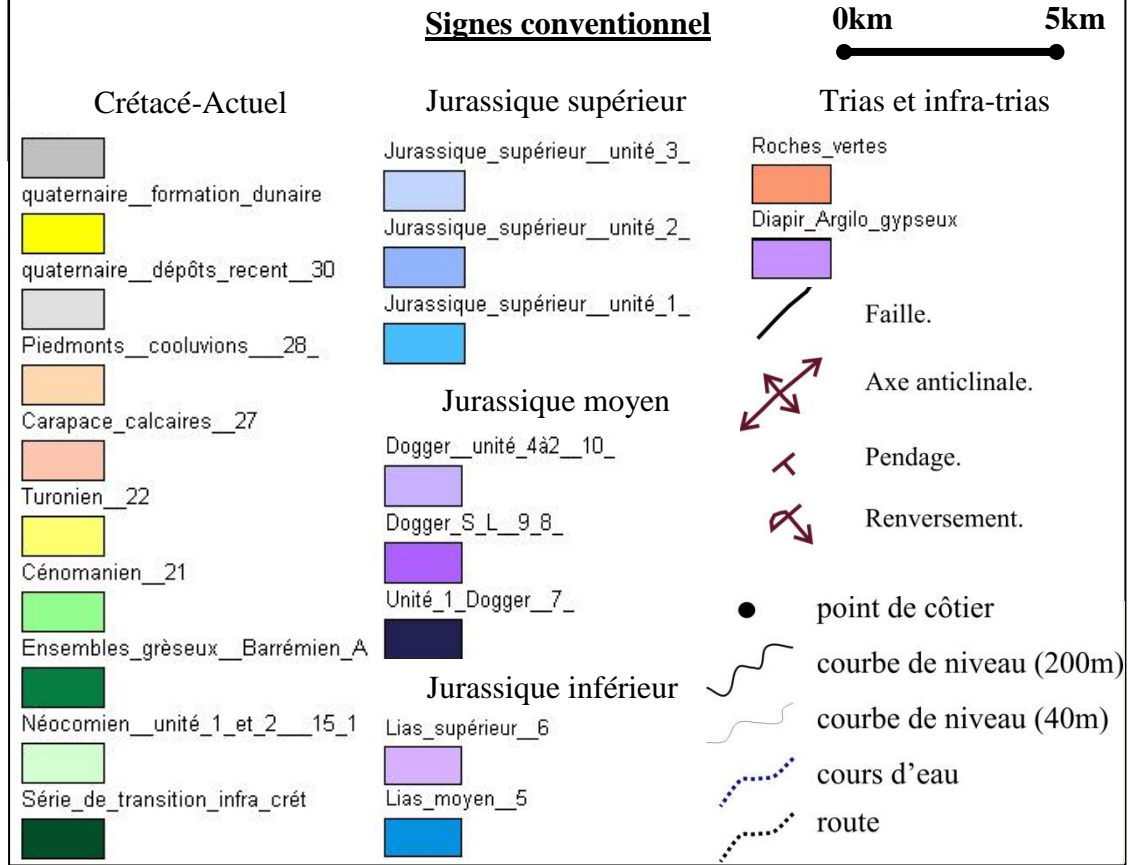 Signes conventionnel
0km 5km
Crétacé-Actuel
quaternaire__formation_dunaire
quaternaire__dépôts_recent__30
Piedmonts__cooluvions___28_
Carapace_calcaires__27
Turonien__22
Cénomanien__21
Ensembles_grèseux__Barrémien_A
Néocomien__unité_1_et_2___15_1
Série_de_transition_infra_crét
Jurassique supérieur
Jurassique_supérieur__unité_3_
Jurassique_supérieur__unité_2_
Jurassique_supérieur__unité_1_
Jurassique moyen
Dogger__unité_4à2__10_
Dogger_S_L__9_8_
Unité_1_Dogger__7_
Jurassique inférieur
Lias_supérieur__6
Lias_moyen__5
Trias et infra-trias
Roches_vertes
Diapir_Argilo_gypseux
Faille.
Axe anticlinale.
Pendage.
Renversement.
point de côtier
courbe de niveau (200m)
courbe de niveau (40m)
cours d'eau
route